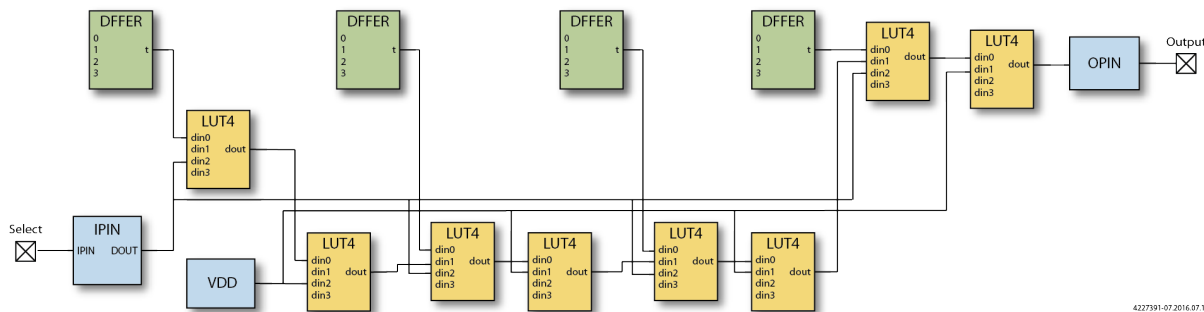 DFFER
0
1
2
3
t
DFFER
0
1
2
3
t
DFFER
0
1
2
3
t
DFFER
0
1
2
3
t
LUT4
din0
din1
din2
din3
dout
LUT4
din0
din1
din2
din3
dout
OPIN
Output
LUT4
din0
din1
din2
din3
dout
Select
IPIN
IPIN
DOUT
VDD
LUT4
din0
din1
din2
din3
dout
LUT4
din0
din1
din2
din3
dout
LUT4
din0
din1
din2
din3
dout
LUT4
din0
din1
din2
din3
dout
LUT4
din0
din1
din2
din3
dout